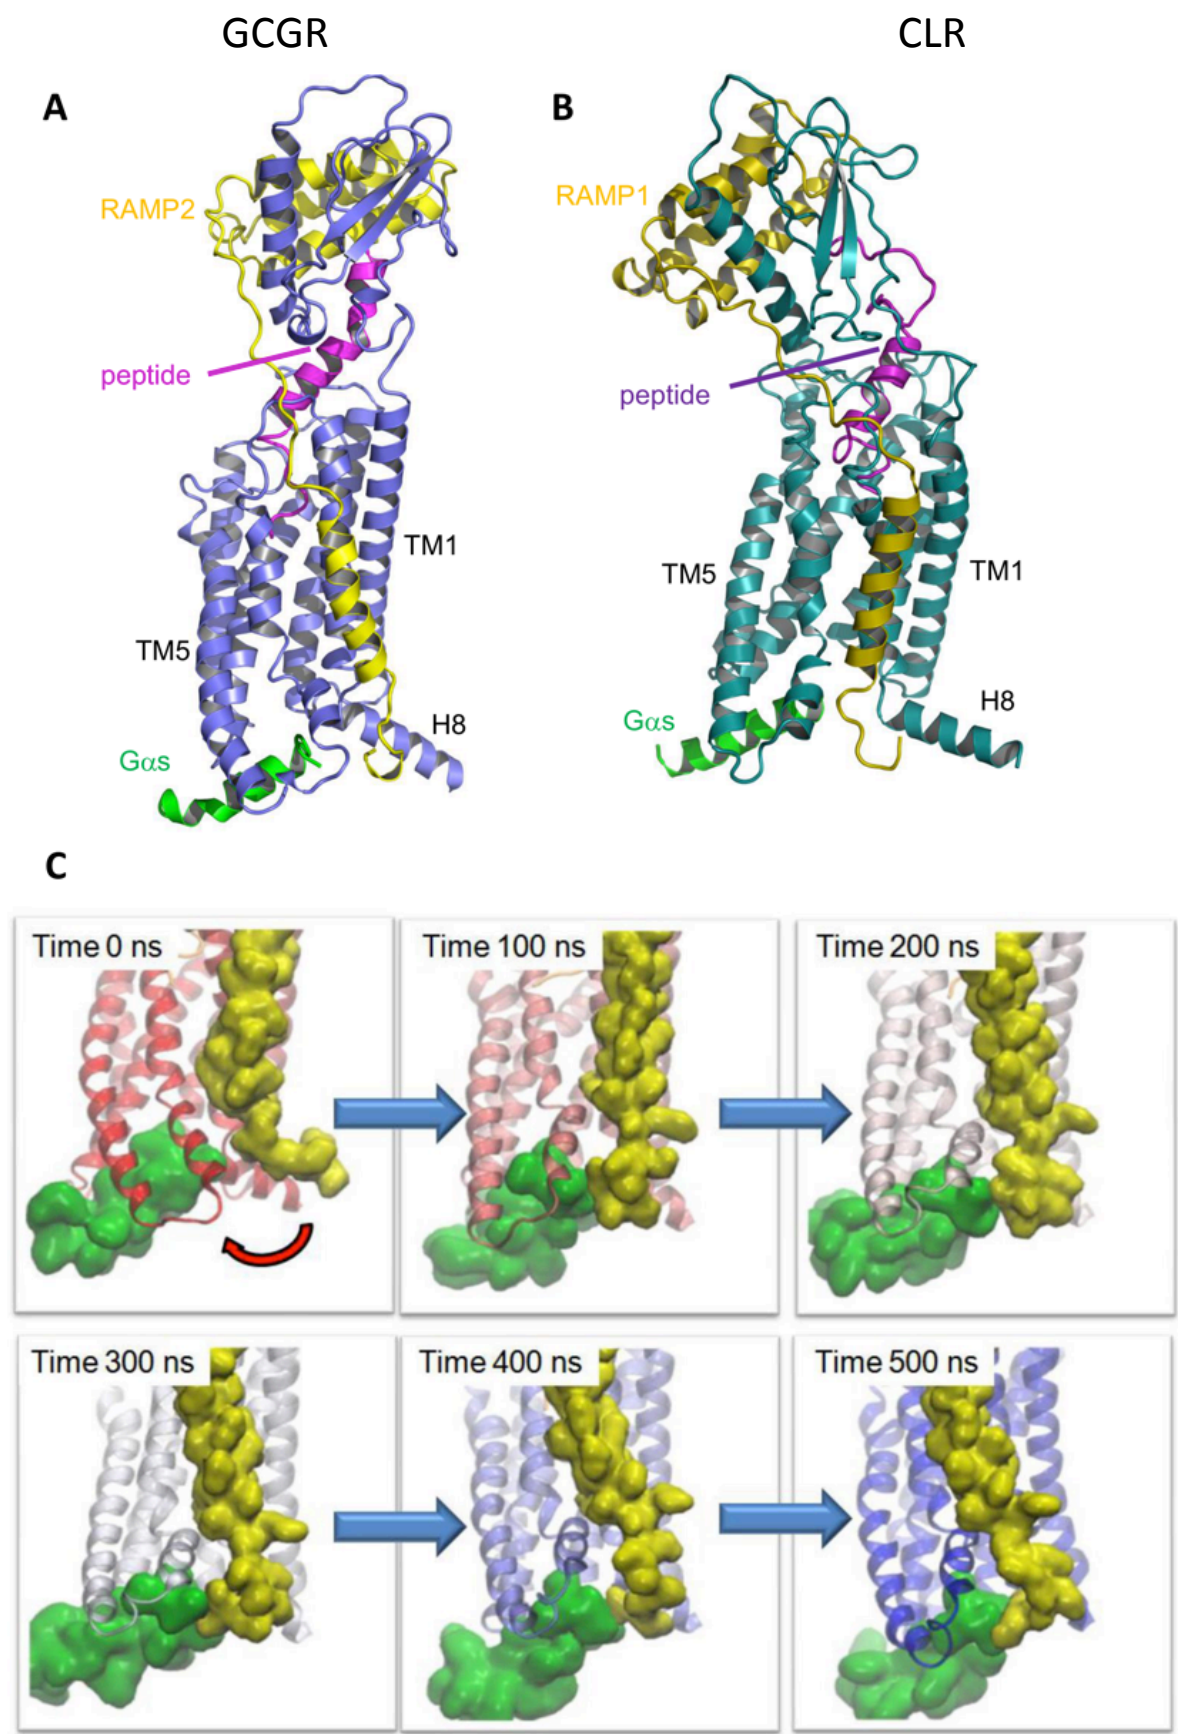 GCGR
CLR
A
B
RAMP2
RAMP1
peptide
peptide
TM1
TM5
TM1
TM5
H8
H8
Gαs
Gαs
C
Time 0 ns
Time 100 ns
Time 200 ns
Time 300 ns
Time 400 ns
Time 500 ns